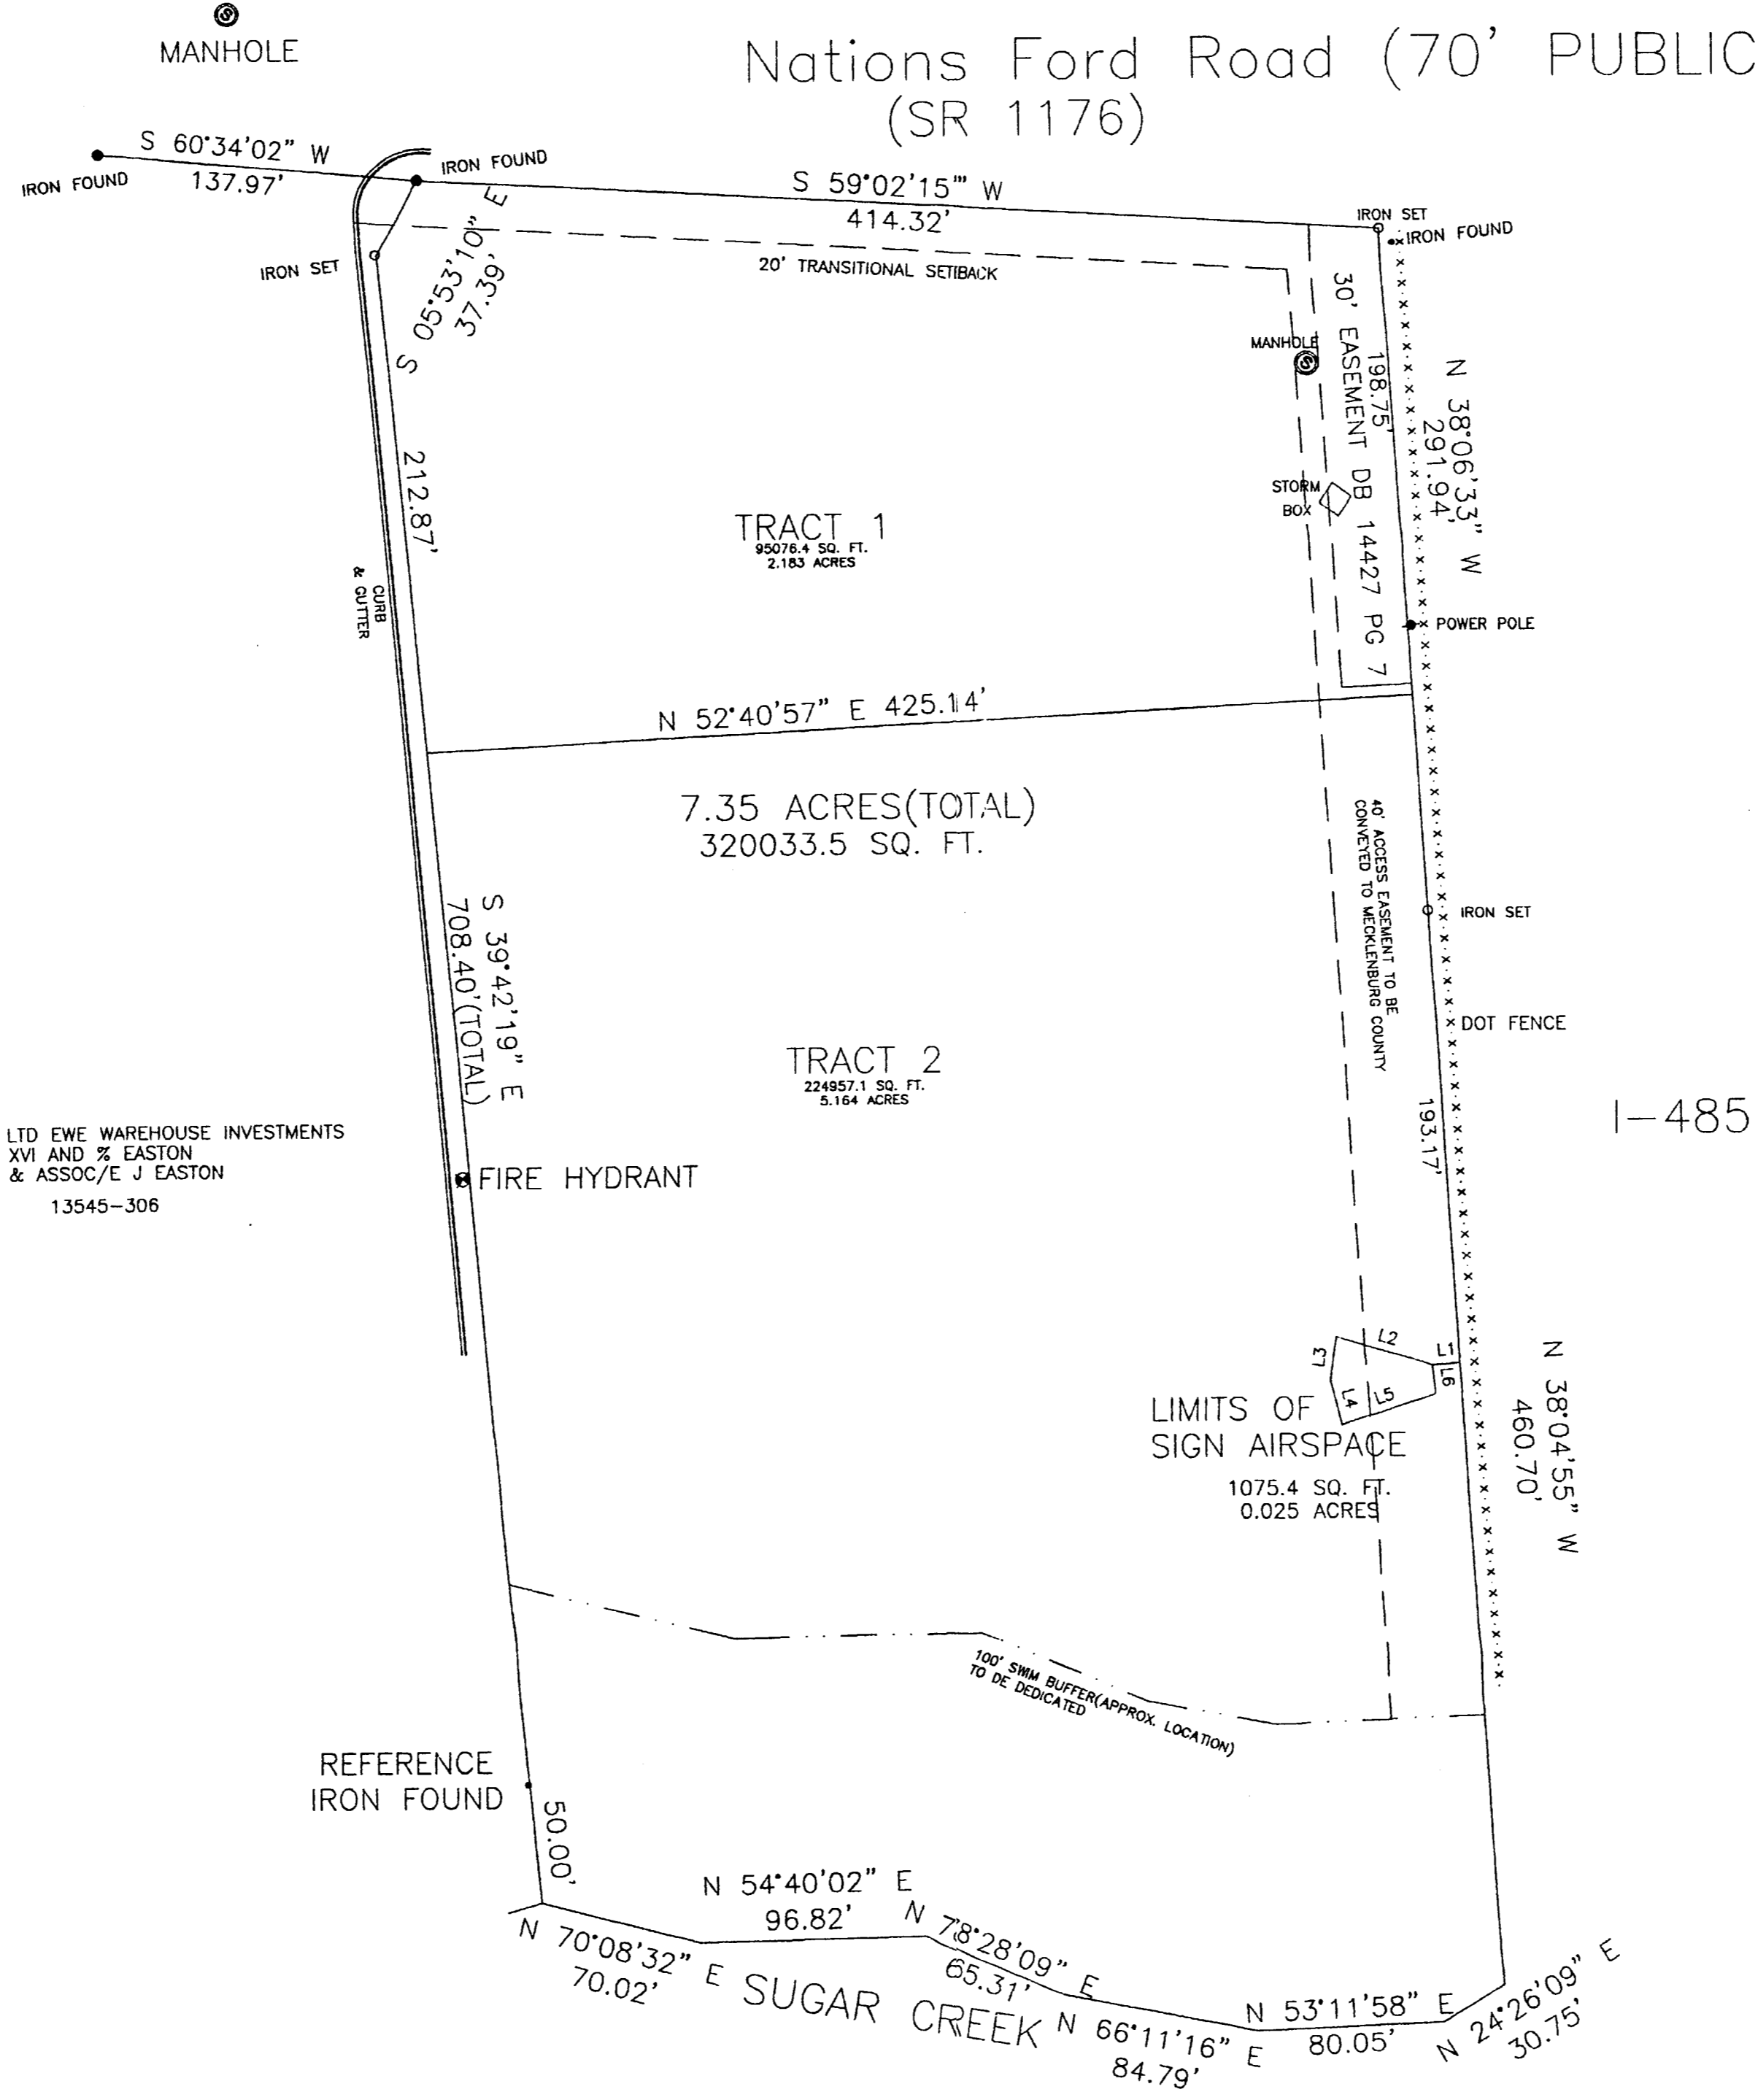 MANHOLE
Nations Ford Road (70' PUBLIC
(SR 1176)
S 60°34'02" W
137.97'
IRON FOUND
IRON FOUND
S 59°02'15''' W
414.32'
IRON SET
IRON FOUND
IRON SET
S 05°53'10" E
37.39'
20' TRANSITIONAL SETIBACK
MANHOLE
30' EASEMENT DB 14427 PG 7
198.75'
N 38°06'33" W
291.94'
212.87'
STORM
BOX
TRACT 1
95076.4 SQ. FT.
2.183 ACRES
CURB
& GUTTER
POWER POLE
N 52°40'57" E 425.14'
7.35 ACRES(TOTAL)
320033.5 SQ. FT.
40' ACCESS EASEMENT TO BE
CONVEYED TO MECKLENBURG COUNTY
S 39°42'19" E
708.40'(TOTAL)
IRON SET
DOT FENCE
TRACT 2
224957.1 SQ. FT.
5.164 ACRES
193.17'
I-485
LTD EWE WAREHOUSE INVESTMENTS
XVI AND % EASTON
& ASSOC/E J EASTON
13545-306
FIRE HYDRANT
L2
L1
L3
L6
L4
L5
LIMITS OF
SIGN AIRSPACE
1075.4 SQ. FT.
0.025 ACRES
N 38°04'55" W
460.70'
100' SWIM BUFFER(APPROX. LOCATION)
TO DE DEDICATED
REFERENCE
IRON FOUND
50.00'
N 54°40'02" E
96.82'
N 70°08'32" E
70.02'
N 78°28'09" E
65.31'
SUGAR CREEK
N 66°11'16" E
84.79'
N 53°11'58" E
80.05'
N 24°26'09" E
30.75'